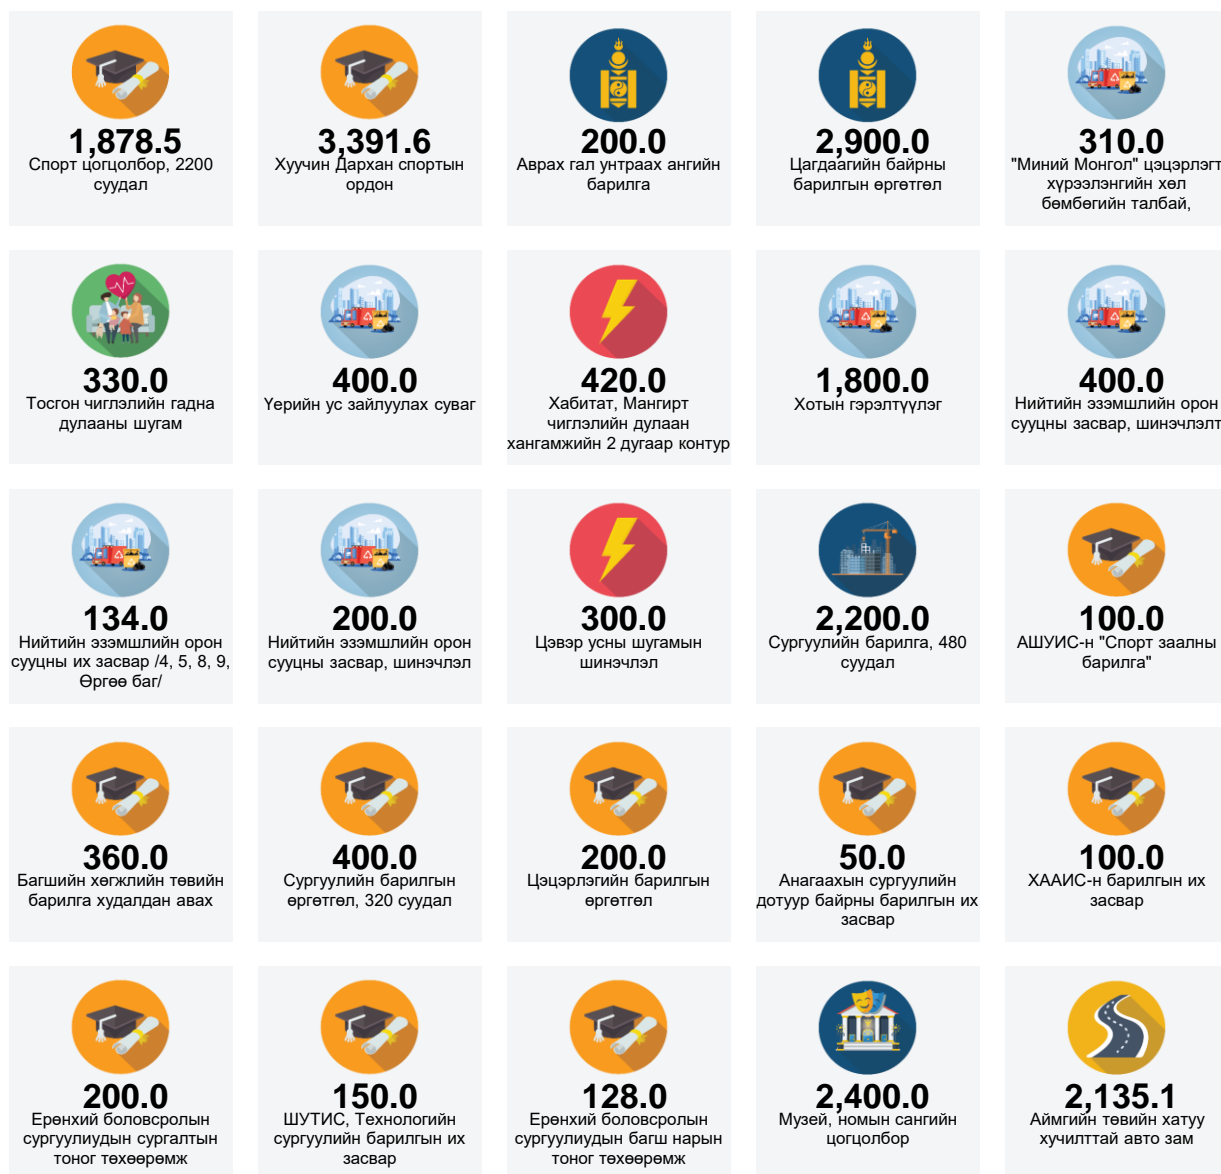 1,878.5
Спорт цогцолбор, 2200
суудал
3,391.6
Хуучин Дархан спортын
ордон
200.0
Аврах гал унтраах ангийн
барилга
2,900.0
Цагдаагийн байрны
барилгын өргөтгөл
310.0
"Миний Монгол" цэцэрлэгт
хүрээлэнгийн хөл
бөмбөгийн талбай,
330.0
Тосгон чиглэлийн гадна
дулааны шугам
400.0
Үерийн ус зайлуулах суваг
420.0
Хабитат, Мангирт
чиглэлийн дулаан
хангамжийн 2 дугаар контур
1,800.0
Хотын гэрэлтүүлэг
400.0
Нийтийн эзэмшлийн орон
сууцны засвар, шинэчлэлт
134.0
Нийтийн эзэмшлийн орон
сууцны их засвар /4, 5, 8, 9,
Өргөө баг/
200.0
Нийтийн эзэмшлийн орон
сууцны засвар, шинэчлэл
300.0
Цэвэр усны шугамын
шинэчлэл
2,200.0
Сургуулийн барилга, 480
суудал
100.0
АШУИС-н "Спорт заалны
барилга"
360.0
Багшийн хөгжлийн төвийн
барилга худалдан авах
400.0
Сургуулийн барилгын
өргөтгөл, 320 суудал
200.0
Цэцэрлэгийн барилгын
өргөтгөл
50.0
Анагаахын сургуулийн
дотуур байрны барилгын их
засвар
100.0
ХААИС-н барилгын их
засвар
200.0
Ерөнхий боловсролын
сургуулиудын сургалтын
тоног төхөөрөмж
150.0
ШУТИС, Технологийн
сургуулийн барилгын их
засвар
128.0
Ерөнхий боловсролын
сургуулиудын багш нарын
тоног төхөөрөмж
2,400.0
Музей, номын сангийн
цогцолбор
2,135.1
Аймгийн төвийн хатуу
хучилттай авто зам